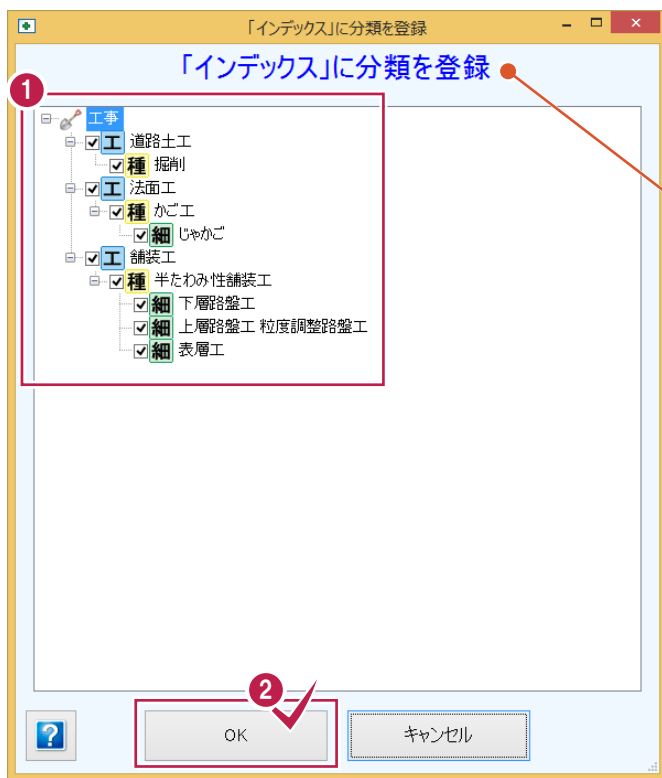 「インデックス」に分類を登録
「インデックス」に分類を登録
1
工事
工 道路土工
種 掘削
工 法面工
種 かご工
細 じゃかご
工 舗装工
種 半たわみ性舗装工
細 下層路盤工
細 上層路盤工 粒度調整路盤工
細 表層工
2
?
OK
キャンセル